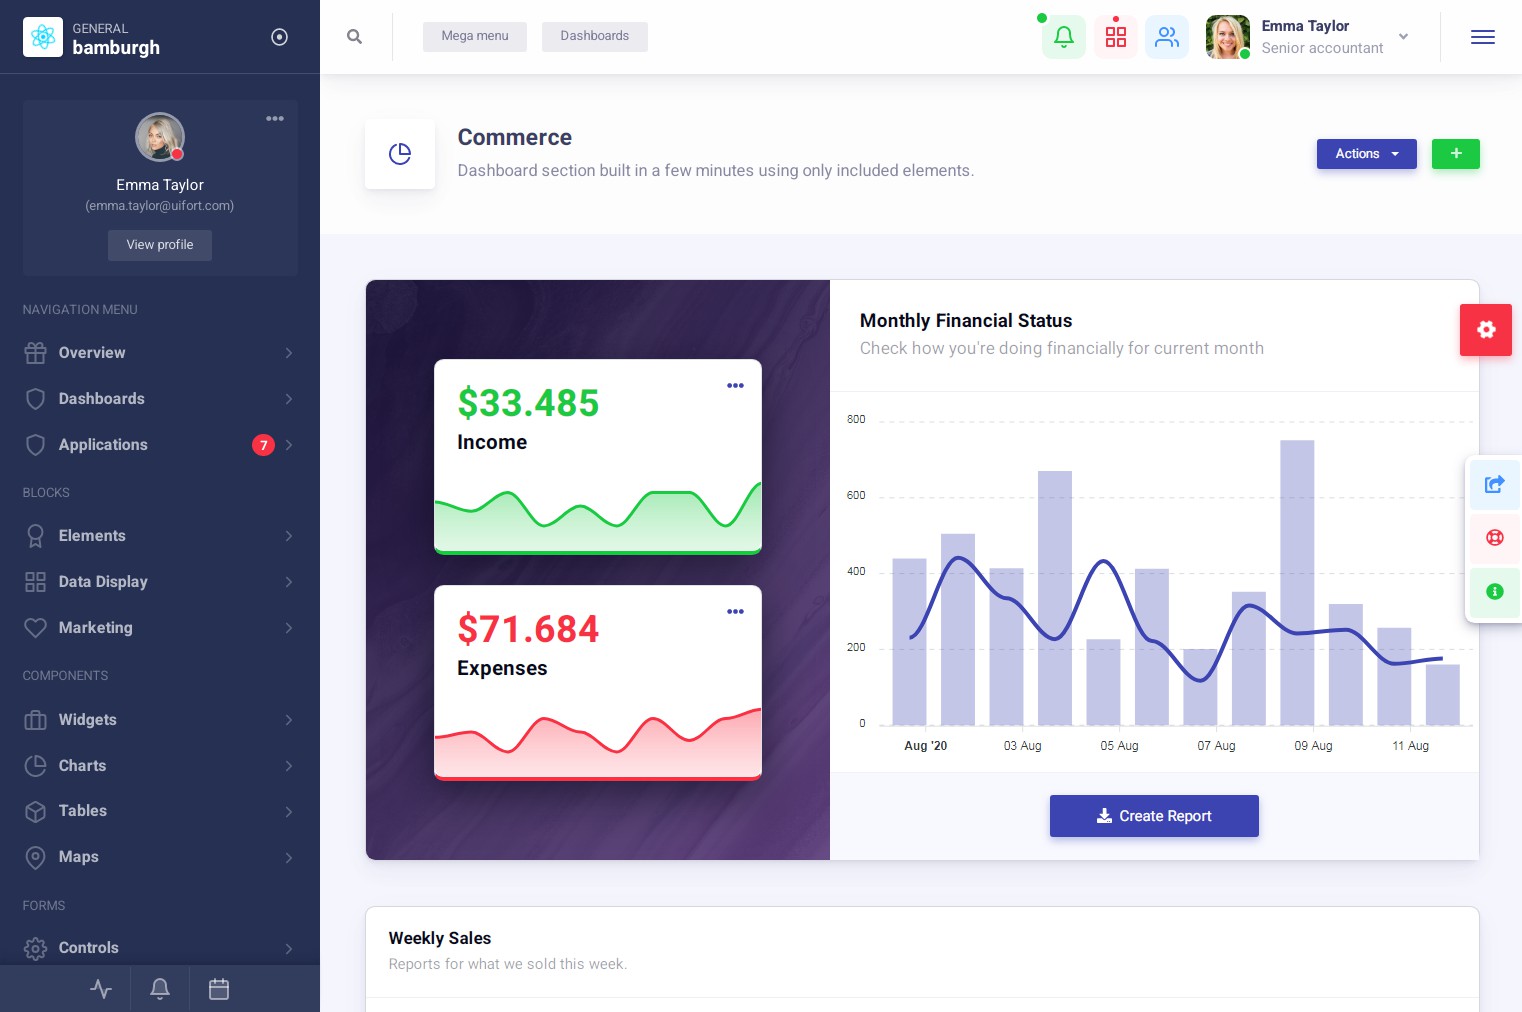 GENERAL
bamburgh
Mega menu
Dashboards
Emma Taylor
Senior accountant
Emma Taylor
(emma.taylor@uifort.com)
View profile
NAVIGATION MENU
Overview
Dashboards
Applications
7
BLOCKS
Elements
Data Display
Marketing
COMPONENTS
Widgets
Charts
Tables
Maps
FORMS
Controls
Commerce
Dashboard section built in a few minutes using only included elements.
Actions
+
$33.485
Income
$71.684
Expenses
Monthly Financial Status
Check how you're doing financially for current month
800
600
400
200
0
Aug '20
03 Aug
05 Aug
07 Aug
09 Aug
11 Aug
Create Report
Weekly Sales
Reports for what we sold this week.